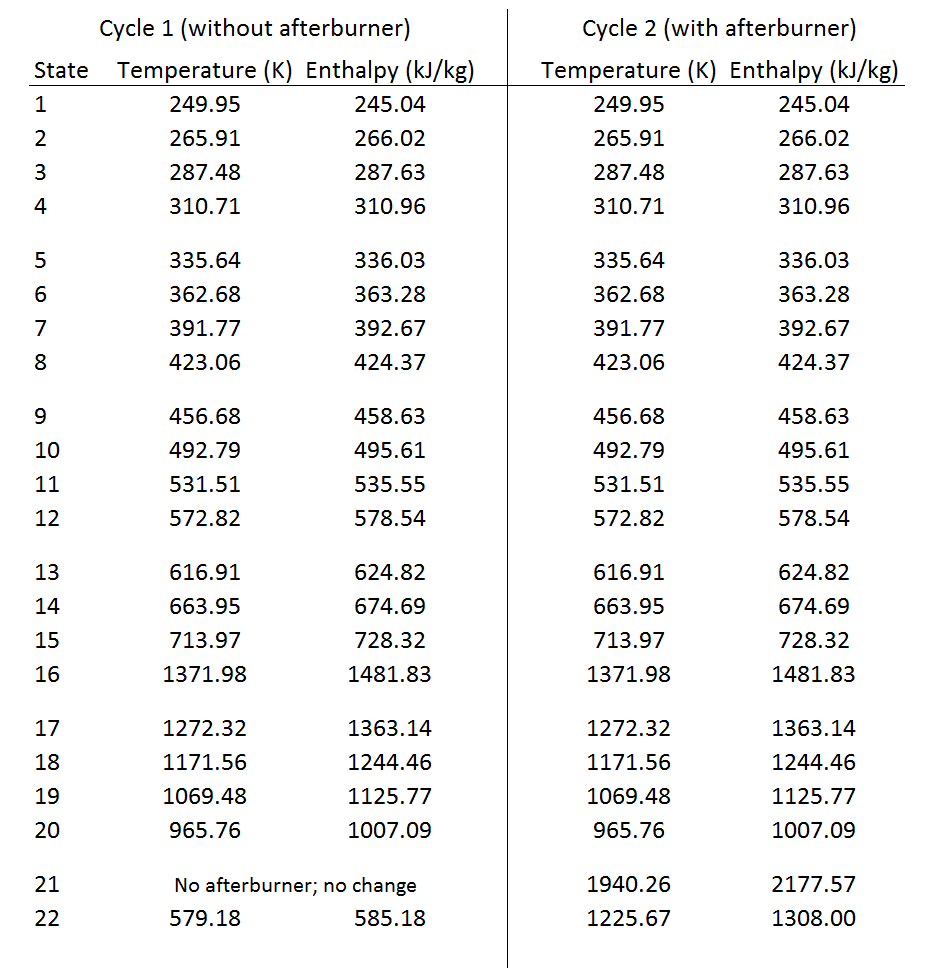 Cycle 1 (without afterburner) Cycle 2 (with afterburner)
State Temperature (K) Enthalpy (kJ/kg) Temperature (K) Enthalpy (kJ/kg)
1 249.95 245.04 249.95 245.04
2 265.91 266.02 265.91 266.02
3 287.48 287.63 287.48 287.63
4 310.71 310.96 310.71 310.96
5 335.64 336.03 335.64 336.03
6 362.68 363.28 362.68 363.28
7 391.77 392.67 391.77 392.67
8 423.06 424.37 423.06 424.37
9 456.68 458.63 456.68 458.63
10 492.79 495.61 492.79 495.61
11 531.51 535.55 531.51 535.55
12 572.82 578.54 572.82 578.54
13 616.91 624.82 616.91 624.82
14 663.95 674.69 663.95 674.69
15 713.97 728.32 713.97 728.32
16 1371.98 1481.83 1371.98 1481.83
17 1272.32 1363.14 1272.32 1363.14
18 1171.56 1244.46 1171.56 1244.46
19 1069.48 1125.77 1069.48 1125.77
20 965.76 1007.09 965.76 1007.09
21 No afterburner; no change 1940.26 2177.57
22 579.18 585.18 1225.67 1308.00